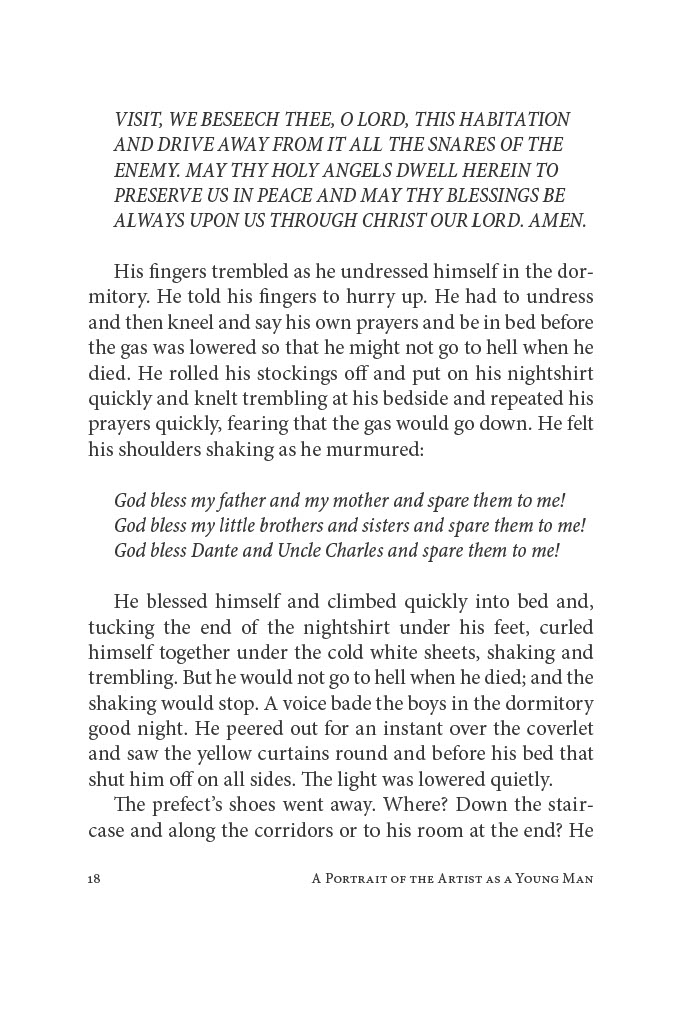 VISIT, WE BESEECH THEE, O LORD, THIS HABITATION
AND DRIVE AWAY FROM IT ALL THE SNARES OF THE
ENEMY. MAY THY HOLY ANGELS DWELL HEREIN TO
PRESERVE US IN PEACE AND MAY THY BLESSINGS BE
ALWAYS UPON US THROUGH CHRIST OUR LORD. AMEN.
His fingers trembled as he undressed himself in the dor-
mitory. He told his fingers to hurry up. He had to undress
and then kneel and say his own prayers and be in bed before
the gas was lowered so that he might not go to hell when he
died. He rolled his stockings off and put on his nightshirt
quickly and knelt trembling at his bedside and repeated his
prayers quickly, fearing that the gas would go down. He felt
his shoulders shaking as he murmured:
God bless my father and my mother and spare them to me!
God bless my little brothers and sisters and spare them to me!
God bless Dante and Uncle Charles and spare them to me!
He blessed himself and climbed quickly into bed and,
tucking the end of the nightshirt under his feet, curled
himself together under the cold white sheets, shaking and
trembling. But he would not go to hell when he died; and the
shaking would stop. A voice bade the boys in the dormitory
good night. He peered out for an instant over the coverlet
and saw the yellow curtains round and before his bed that
shut him off on all sides. The light was lowered quietly.
The prefect’s shoes went away. Where? Down the stair-
case and along the corridors or to his room at the end? He
18 A Portrait of the Artist as a Young Man